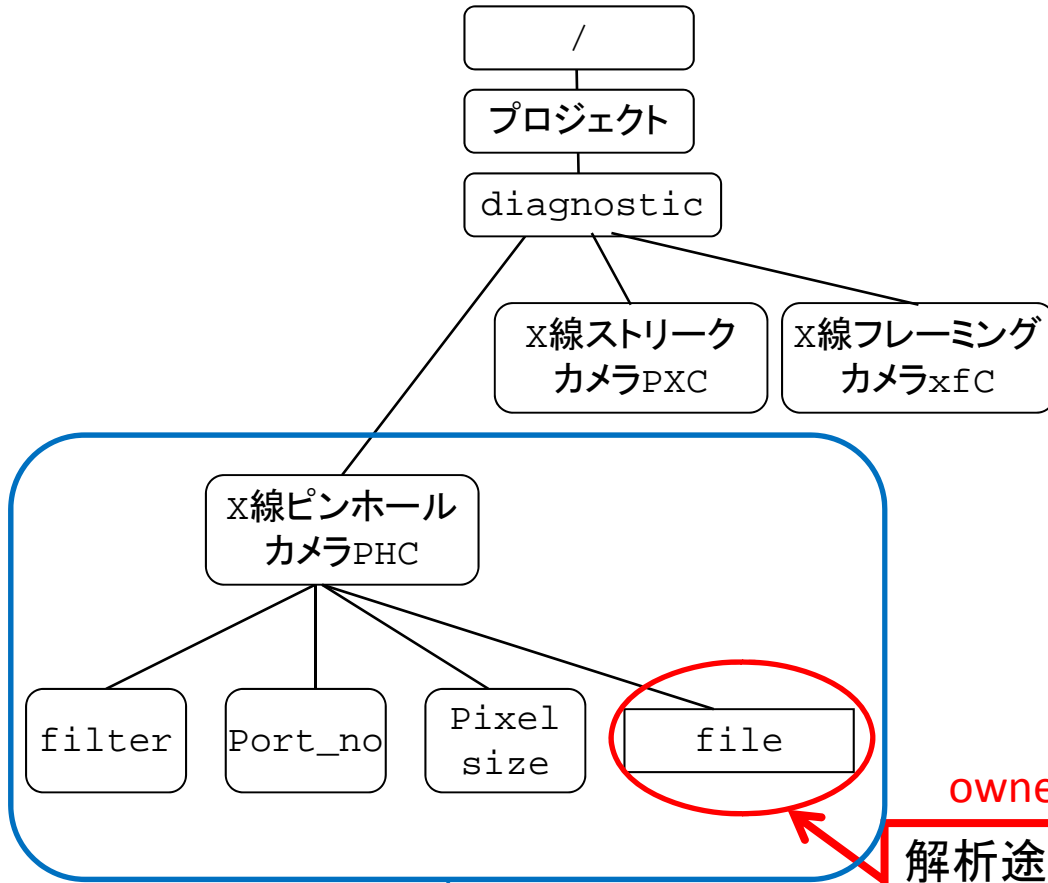 /
プロジェクト
diagnostic
X線ストリーク
カメラPXC
X線フレーミング
カメラxfC
X線ピンホール
カメラPHC
filter
Port_no
Pixel
size
file
owne
解析途